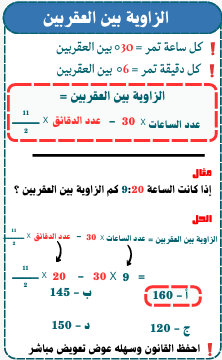 الزاوية بين العقربين
! كل ساعة تمر = 30° بين العقربين
! كل دقيقة تمر = 6° بين العقربين
الزاوية بين العقربين =
عدد الساعات × 30 - عدد الدقائق × 11/2
مثال
إذا كانت الساعة 9:20 كم الزاوية بين العقربين ؟
الحل
الزاوية بين العقربين = عدد الساعات × 30 - عدد الدقائق × 11/2
= 9 × 30 - 20 × 11/2
أ - 160
ب - 145
ج - 120
د - 150
! احفظ القانون وسهله عوض تعويض مباشر